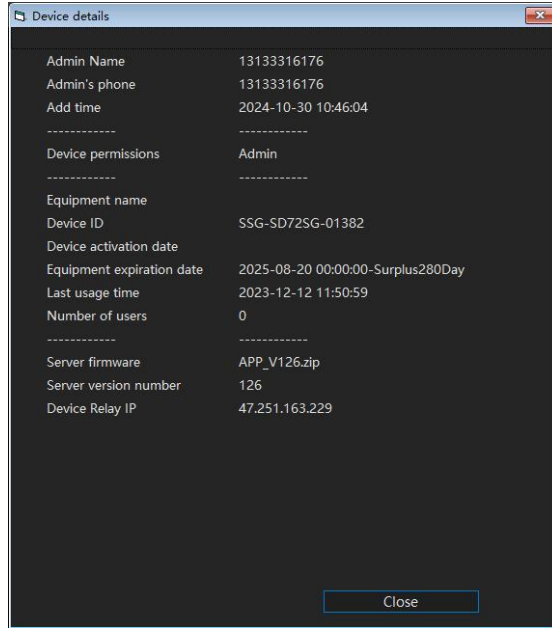 Device details
Admin Name 13133316176
Admin's phone 13133316176
Add time 2024-10-30 10:46:04
------------ ------------
Device permissions Admin
------------ ------------
Equipment name
Device ID SSG-SD72SG-01382
Device activation date
Equipment expiration date 2025-08-20 00:00:00-Surplus280Day
Last usage time 2023-12-12 11:50:59
Number of users 0
------------ ------------
Server firmware APP_V126.zip
Server version number 126
Device Relay IP 47.251.163.229
Close